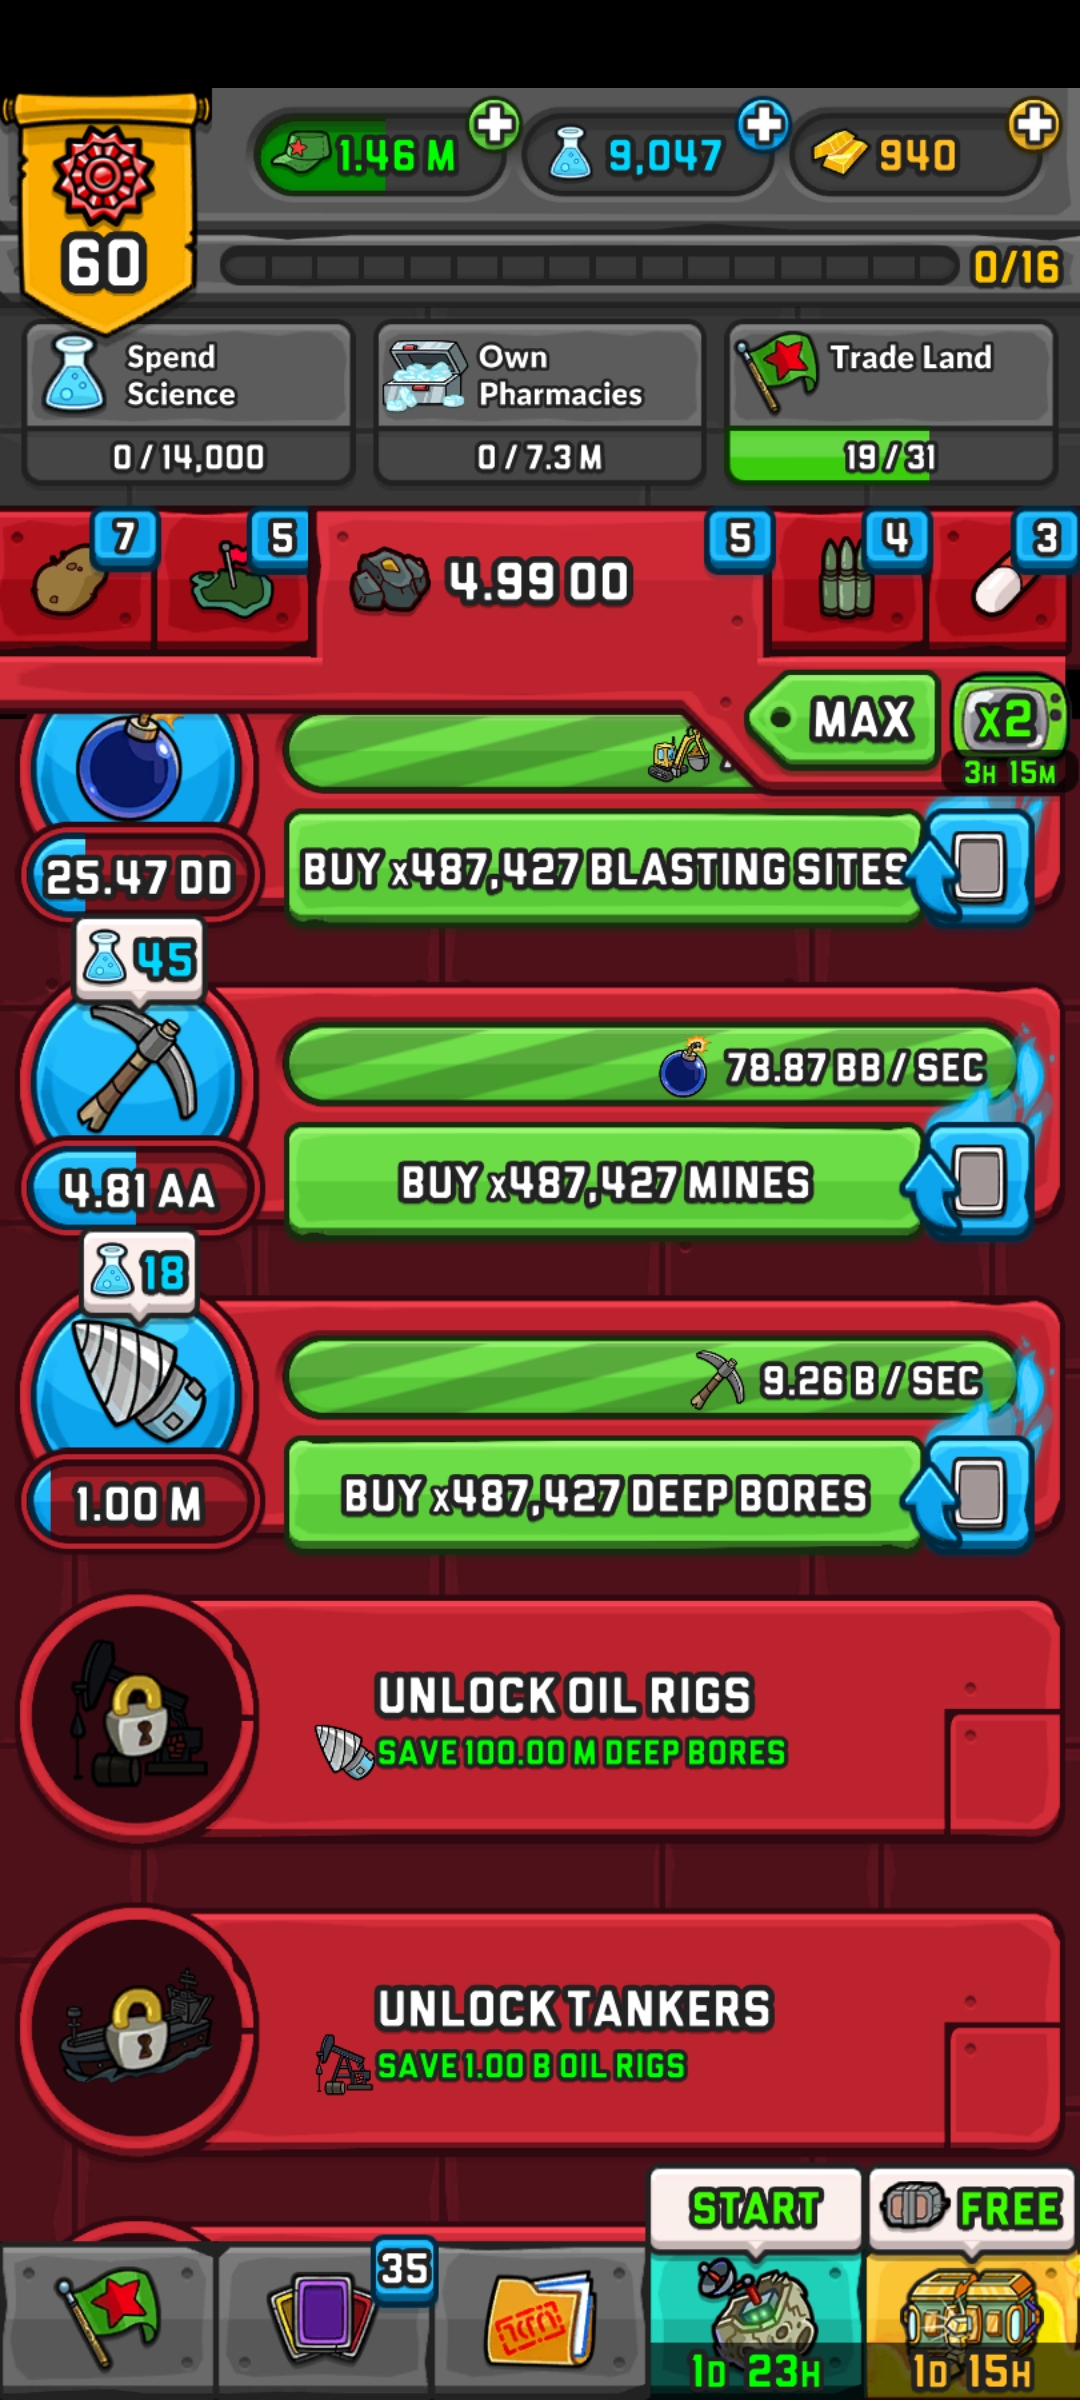 60
1.46 M
9,047
940
0/16
Spend
Science
0 / 14,000
Own
Pharmacies
0 / 7.3 M
Trade Land
19 / 31
7
5
4.99 OO
5
4
3
MAX
x2
3H 15M
25.47 DD
BUY x487,427 BLASTING SITES
45
78.87 BB / SEC
4.81 AA
BUY x487,427 MINES
18
9.26 B / SEC
1.00 M
BUY x487,427 DEEP BORES
UNLOCK OIL RIGS
SAVE 100.00 M DEEP BORES
UNLOCK TANKERS
SAVE 1.00 B OIL RIGS
START
FREE
35
1D 23H
1D 15H